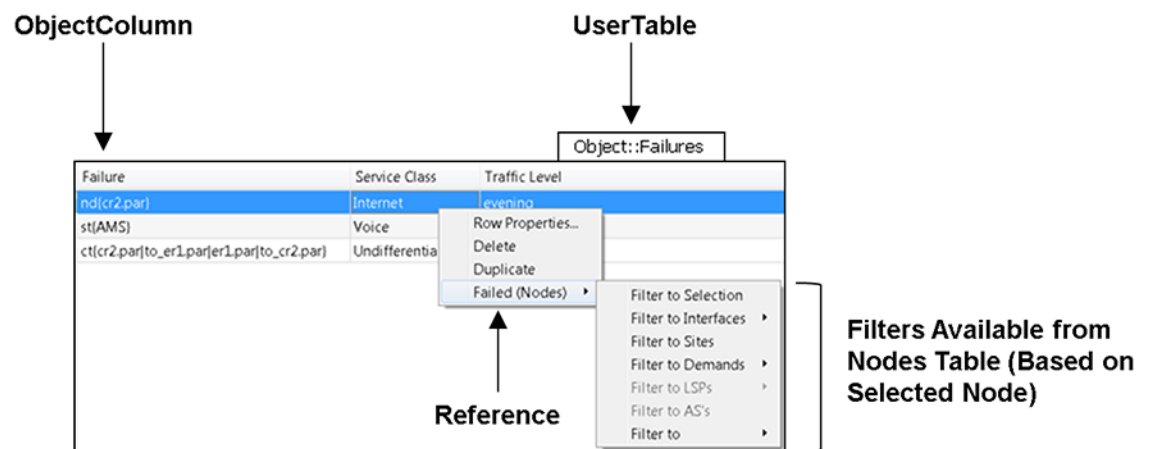 ObjectColumn
UserTable
Object::Failures
Failure Service Class Traffic Level
nd(cr2.par) Internet evening
st(AMS) Voice
ct(cr2.par|to_er1.par|er1.par|to_cr2.par) Undifferentia
Row Properties...
Delete
Duplicate
Failed (Nodes)
Filter to Selection
Filter to Interfaces
Filter to Sites
Filter to Demands
Filter to LSPs
Filter to AS's
Filter to
Reference
Filters Available from
Nodes Table (Based on
Selected Node)